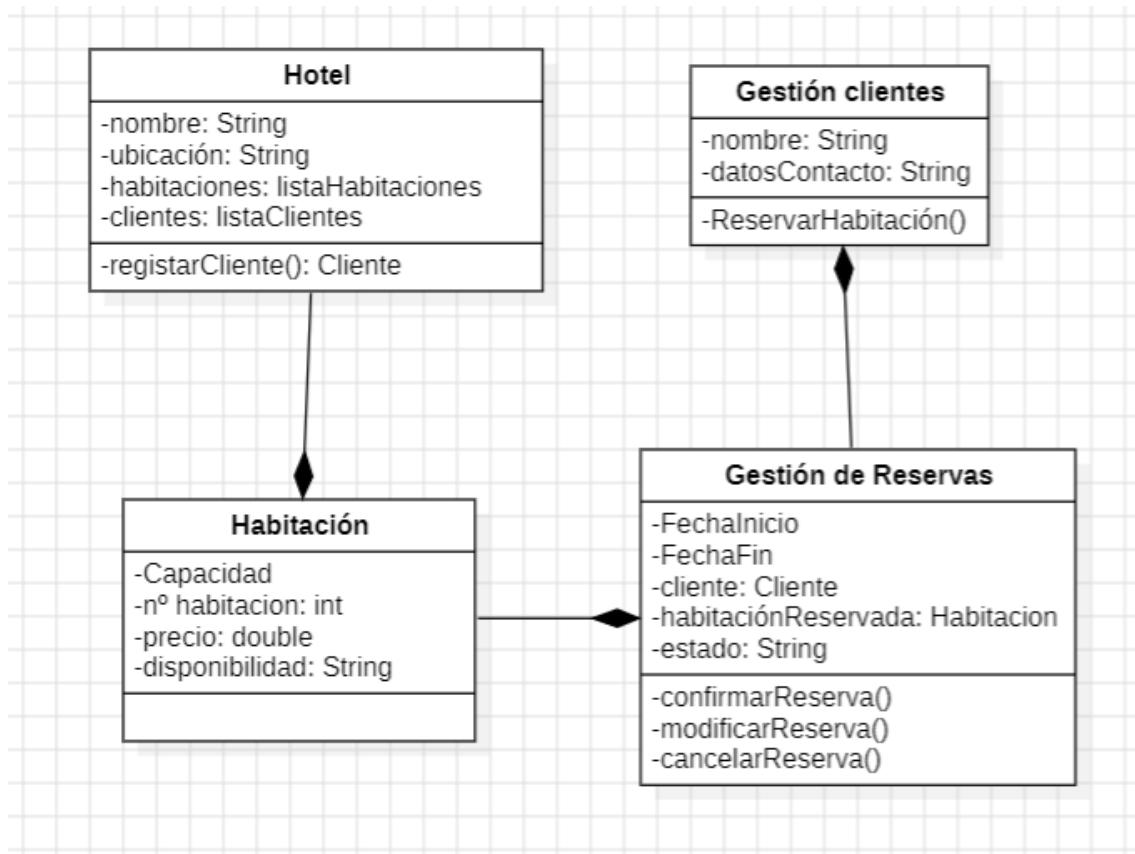 Hotel
-nombre: String
-ubicación: String
-habitaciones: listaHabitaciones
-clientes: listaClientes
-registarCliente(): Cliente
Gestión clientes
-nombre: String
-datosContacto: String
-ReservarHabitación()
Habitación
-Capacidad
-nº habitacion: int
-precio: double
-disponibilidad: String
Gestión de Reservas
-FechaInicio
-FechaFin
-cliente: Cliente
-habitaciónReservada: Habitacion
-estado: String
-confirmarReserva()
-modificarReserva()
-cancelarReserva()